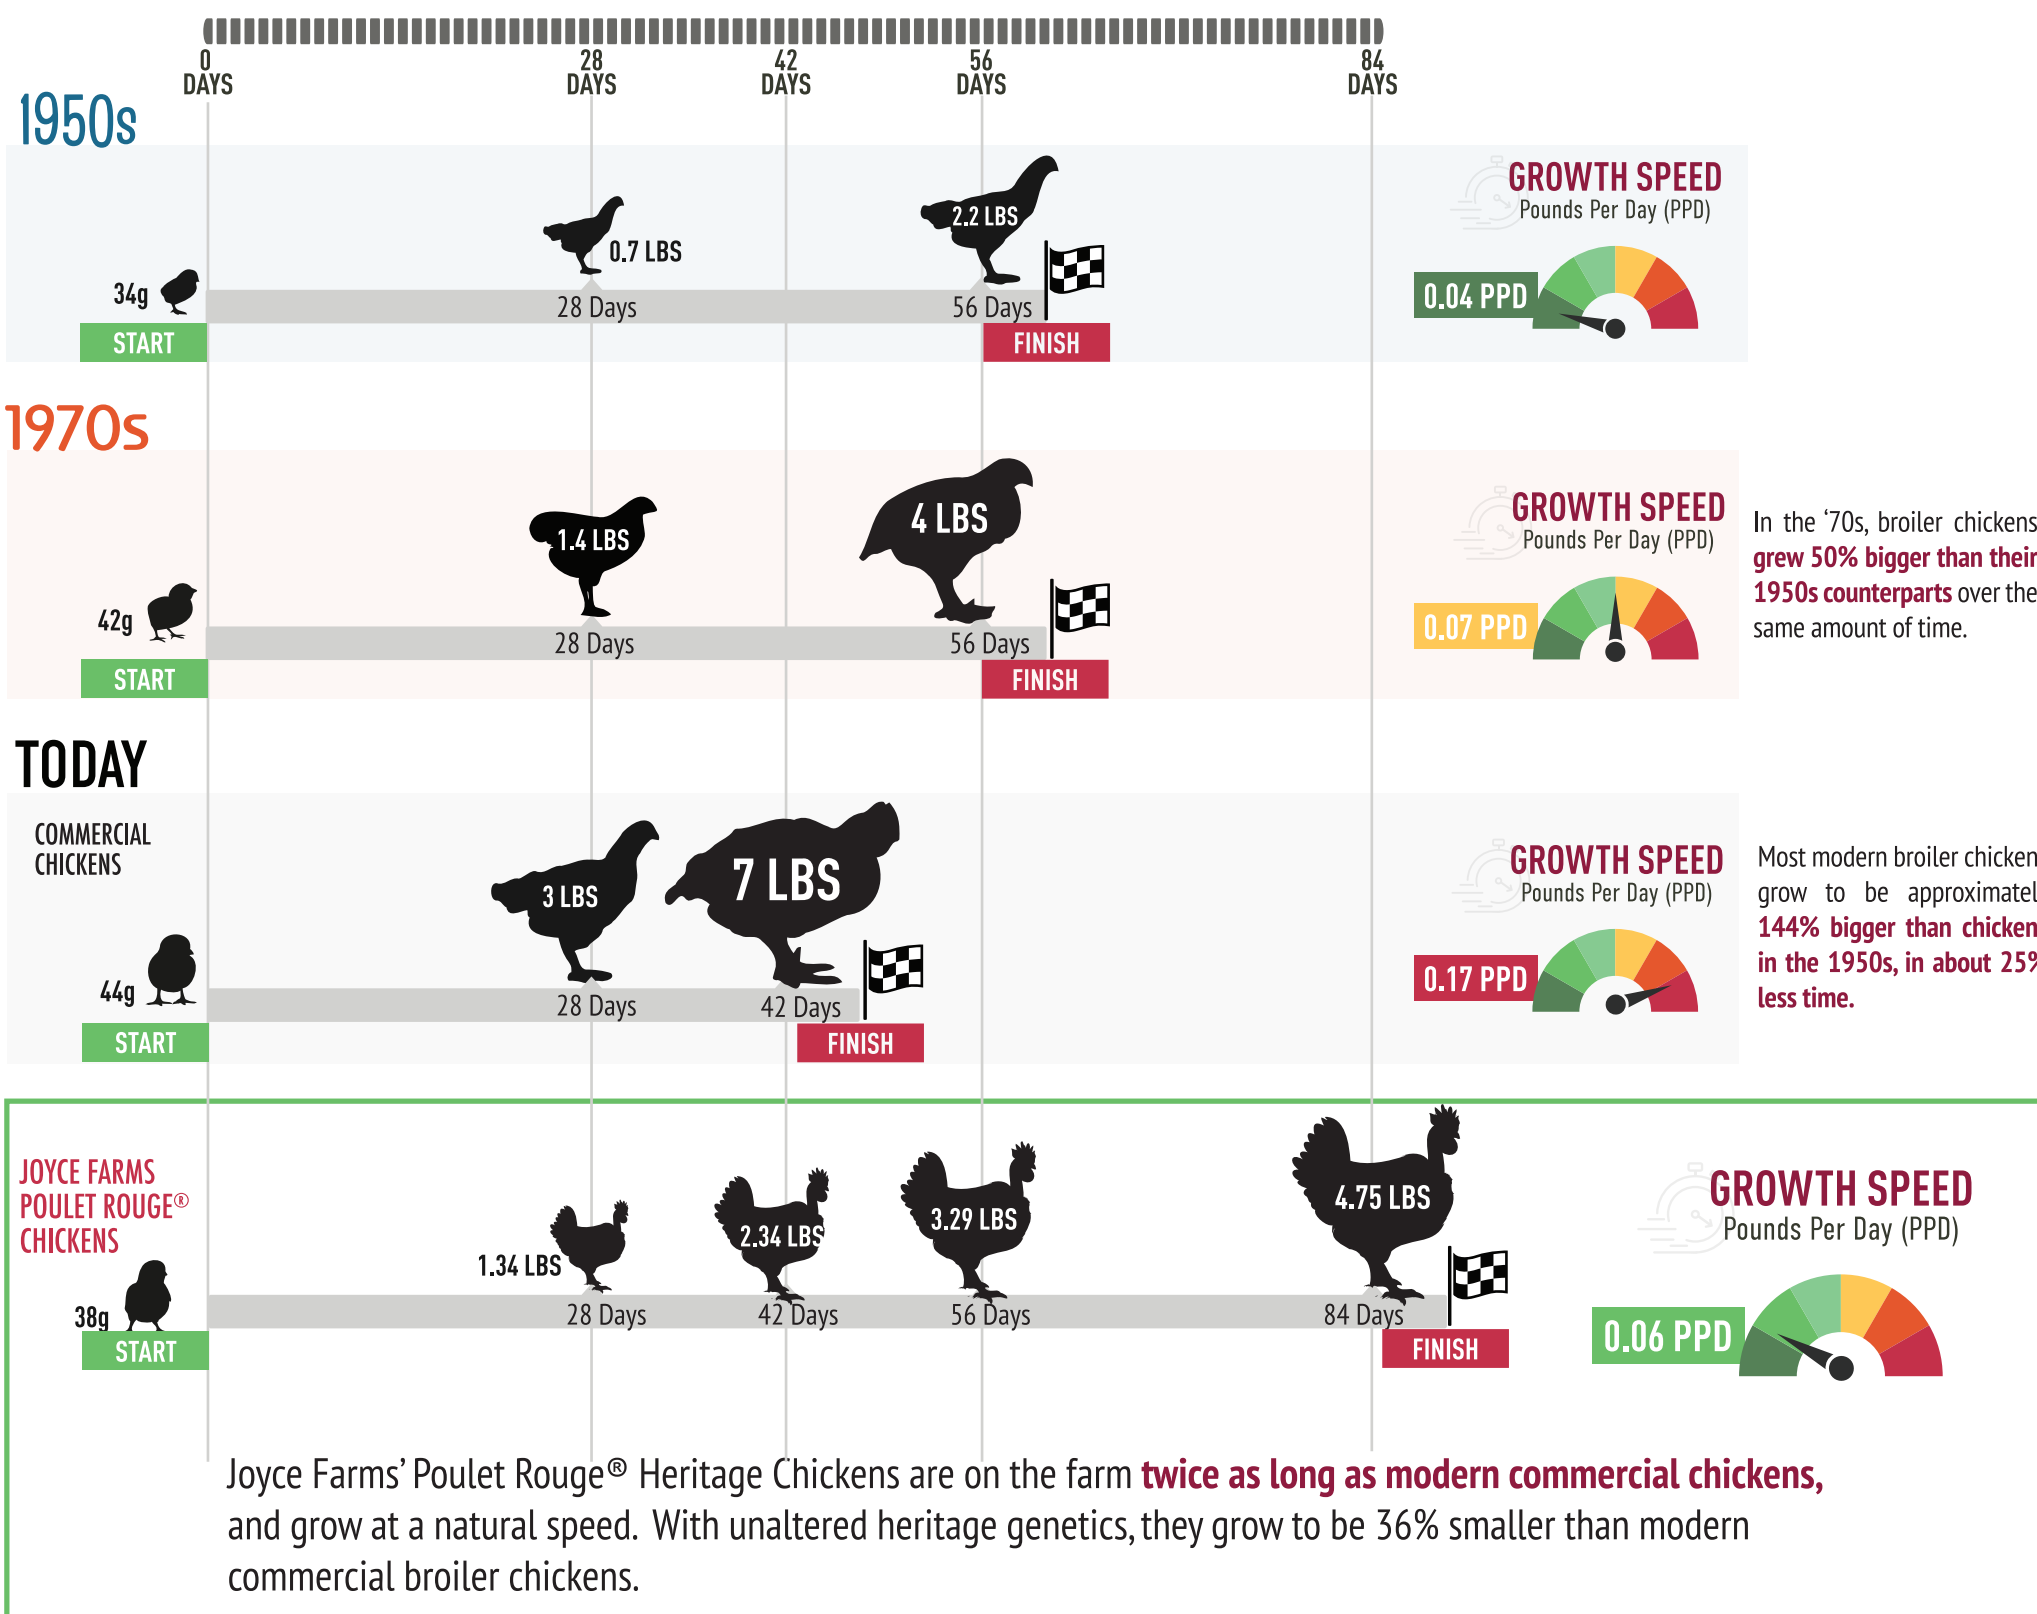 0 28 42 56 84
DAYS DAYS DAYS DAYS DAYS
1950s
GROWTH SPEED
Pounds Per Day (PPD)
2.2 LBS
0.7 LBS
34g
0.04 PPD
28 Days 56 Days
START FINISH
1970s
GROWTH SPEED
Pounds Per Day (PPD)
4 LBS
1.4 LBS
42g
0.07 PPD
28 Days 56 Days
START FINISH
In the ‘70s, broiler chickens
grew 50% bigger than their
1950s counterparts over the
same amount of time.
TODAY
COMMERCIAL
CHICKENS
GROWTH SPEED
Pounds Per Day (PPD)
3 LBS 7 LBS
44g
0.17 PPD
28 Days 42 Days
START FINISH
Most modern broiler chicken
grow to be approximatel
144% bigger than chicken
in the 1950s, in about 25%
less time.
JOYCE FARMS
POULET ROUGE®
CHICKENS
GROWTH SPEED
Pounds Per Day (PPD)
1.34 LBS 2.34 LBS 3.29 LBS 4.75 LBS
38g
0.06 PPD
28 Days 42 Days 56 Days 84 Days
START FINISH
Joyce Farms’ Poulet Rouge® Heritage Chickens are on the farm twice as long as modern commercial chickens,
and grow at a natural speed. With unaltered heritage genetics, they grow to be 36% smaller than modern
commercial broiler chickens.